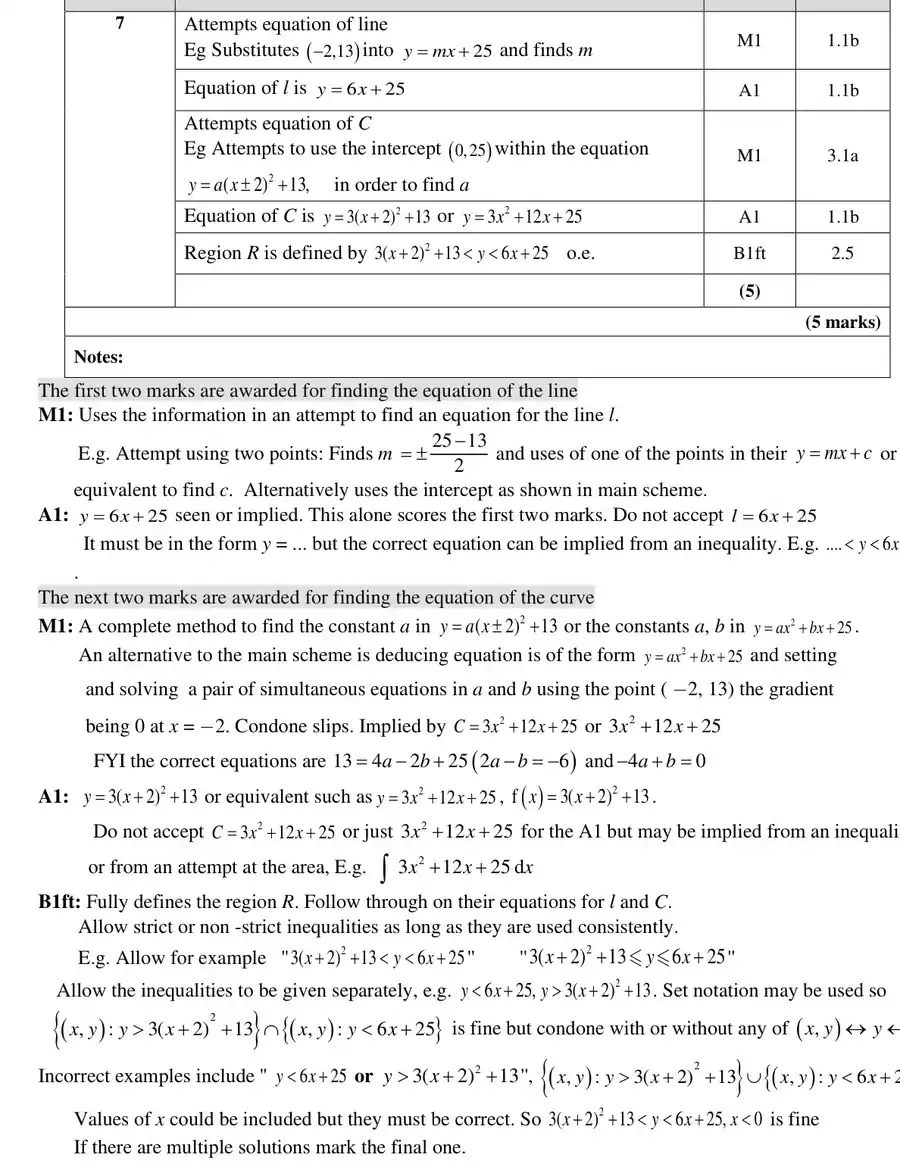 7
Attempts equation of line
Eg Substitutes (−2,13) into y = mx + 25 and finds m
M1
1.1b
Equation of l is y = 6x + 25
A1
1.1b
Attempts equation of C
Eg Attempts to use the intercept (0, 25) within the equation
y = a(x ± 2)² + 13, in order to find a
M1
3.1a
Equation of C is y = 3(x + 2)² + 13 or y = 3x² + 12x + 25
A1
1.1b
Region R is defined by 3(x + 2)² + 13 < y < 6x + 25 o.e.
B1ft
2.5
(5)
(5 marks)
Notes:
The first two marks are awarded for finding the equation of the line
M1: Uses the information in an attempt to find an equation for the line l.
E.g. Attempt using two points: Finds m = ± (25 − 13)/2 and uses of one of the points in their y = mx + c or
equivalent to find c. Alternatively uses the intercept as shown in main scheme.
A1: y = 6x + 25 seen or implied. This alone scores the first two marks. Do not accept l = 6x + 25
It must be in the form y = ... but the correct equation can be implied from an inequality. E.g. ....< y < 6x
.
The next two marks are awarded for finding the equation of the curve
M1: A complete method to find the constant a in y = a(x ± 2)² + 13 or the constants a, b in y = ax² + bx + 25.
An alternative to the main scheme is deducing equation is of the form y = ax² + bx + 25 and setting
and solving a pair of simultaneous equations in a and b using the point ( −2, 13) the gradient
being 0 at x = −2. Condone slips. Implied by C = 3x² + 12x + 25 or 3x² + 12x + 25
FYI the correct equations are 13 = 4a − 2b + 25 (2a − b = −6) and −4a + b = 0
A1: y = 3(x + 2)² + 13 or equivalent such as y = 3x² + 12x + 25, f(x) = 3(x + 2)² + 13.
Do not accept C = 3x² + 12x + 25 or just 3x² + 12x + 25 for the A1 but may be implied from an inequali
or from an attempt at the area, E.g. ∫ 3x² + 12x + 25 dx
B1ft: Fully defines the region R. Follow through on their equations for l and C.
Allow strict or non -strict inequalities as long as they are used consistently.
E.g. Allow for example "3(x + 2)² + 13 < y < 6x + 25" "3(x + 2)² + 13 ⩽ y ⩽ 6x + 25"
Allow the inequalities to be given separately, e.g. y < 6x + 25, y > 3(x + 2)² + 13. Set notation may be used so
{(x, y): y > 3(x + 2)² + 13} ∩ {(x, y): y < 6x + 25} is fine but condone with or without any of (x, y) ↔ y ←
Incorrect examples include " y < 6x + 25 or y > 3(x + 2)² + 13", {(x, y): y > 3(x + 2)² + 13} ∪ {(x, y): y < 6x + 2
Values of x could be included but they must be correct. So 3(x + 2)² + 13 < y < 6x + 25, x < 0 is fine
If there are multiple solutions mark the final one.